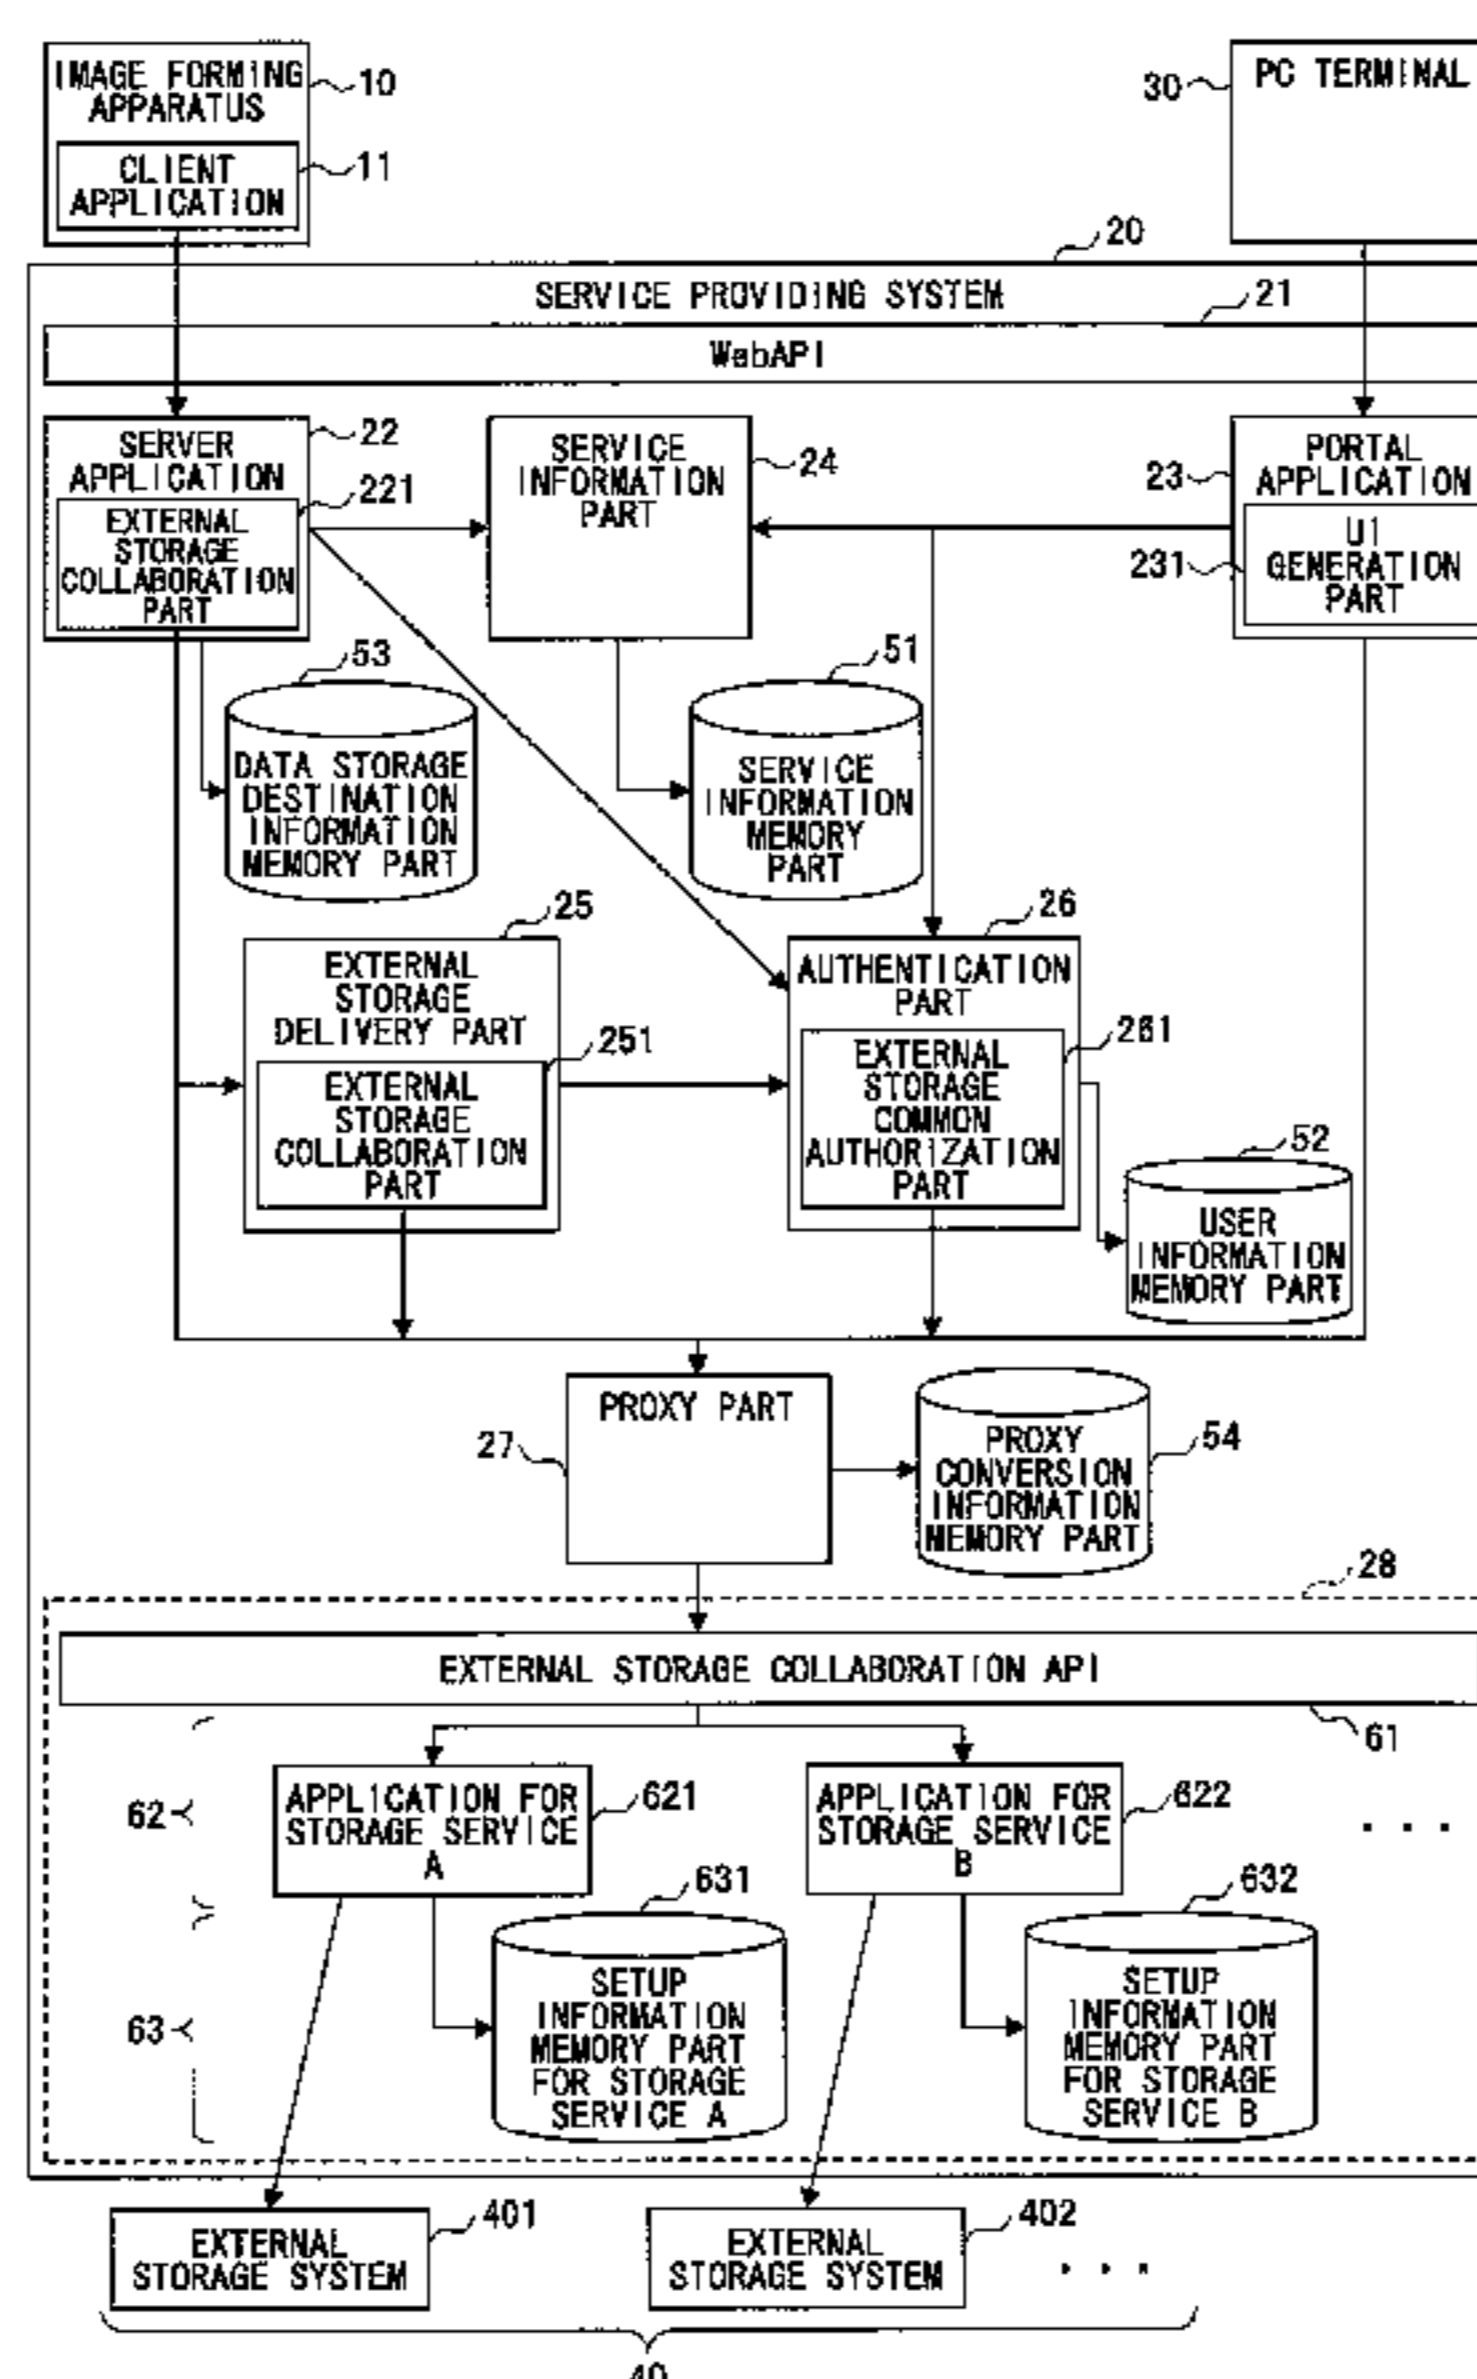 IMAGE FORMING
APPARATUS
10
CLIENT
APPLICATION
11
PC TERMINAL
30
20
SERVICE PROVIDING SYSTEM
21
WebAPI
SERVER
APPLICATION
22
EXTERNAL
STORAGE
COLLABORATION
PART
221
SERVICE
INFORMATION
PART
24
PORTAL
APPLICATION
23
UI
GENERATION
PART
231
53
DATA STORAGE
DESTINATION
INFORMATION
MEMORY PART
51
SERVICE
INFORMATION
MEMORY
PART
25
EXTERNAL
STORAGE
DELIVERY PART
251
EXTERNAL
STORAGE
COLLABORATION
PART
26
AUTHENTICATION
PART
261
EXTERNAL
STORAGE
COMMON
AUTHORIZATION
PART
52
USER
INFORMATION
MEMORY PART
PROXY PART
27
PROXY
CONVERSION
INFORMATION
MEMORY PART
54
28
EXTERNAL STORAGE COLLABORATION API
61
62
APPLICATION FOR
STORAGE SERVICE
A
621
APPLICATION FOR
STORAGE SERVICE
B
622
. . .
63
631
SETUP
INFORMATION
MEMORY PART
FOR STORAGE
SERVICE A
632
SETUP
INFORMATION
MEMORY PART
FOR STORAGE
SERVICE B
EXTERNAL
STORAGE SYSTEM
401
EXTERNAL
STORAGE SYSTEM
402
. . .
40